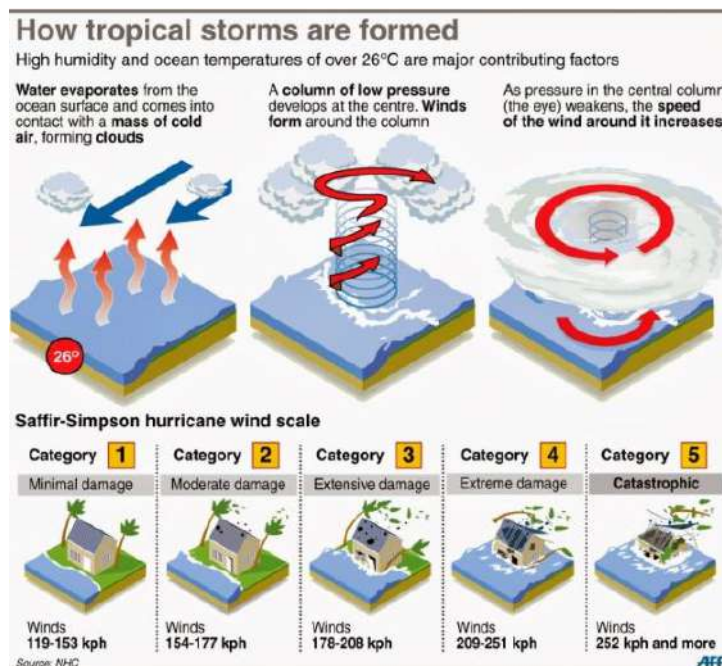 How tropical storms are formed
High humidity and ocean temperatures of over 26°C are major contributing factors
Water evaporates from the
ocean surface and comes into
contact with a mass of cold
air, forming clouds
A column of low pressure
develops at the centre. Winds
form around the column
As pressure in the central column
(the eye) weakens, the speed
of the wind around it increases
26°
Saffir-Simpson hurricane wind scale
Category 1
Minimal damage
Winds
119-153 kph
Category 2
Moderate damage
Winds
154-177 kph
Category 3
Extensive damage
Winds
178-208 kph
Category 4
Extreme damage
Winds
209-251 kph
Category 5
Catastrophic
Winds
252 kph and more
Source: NHC